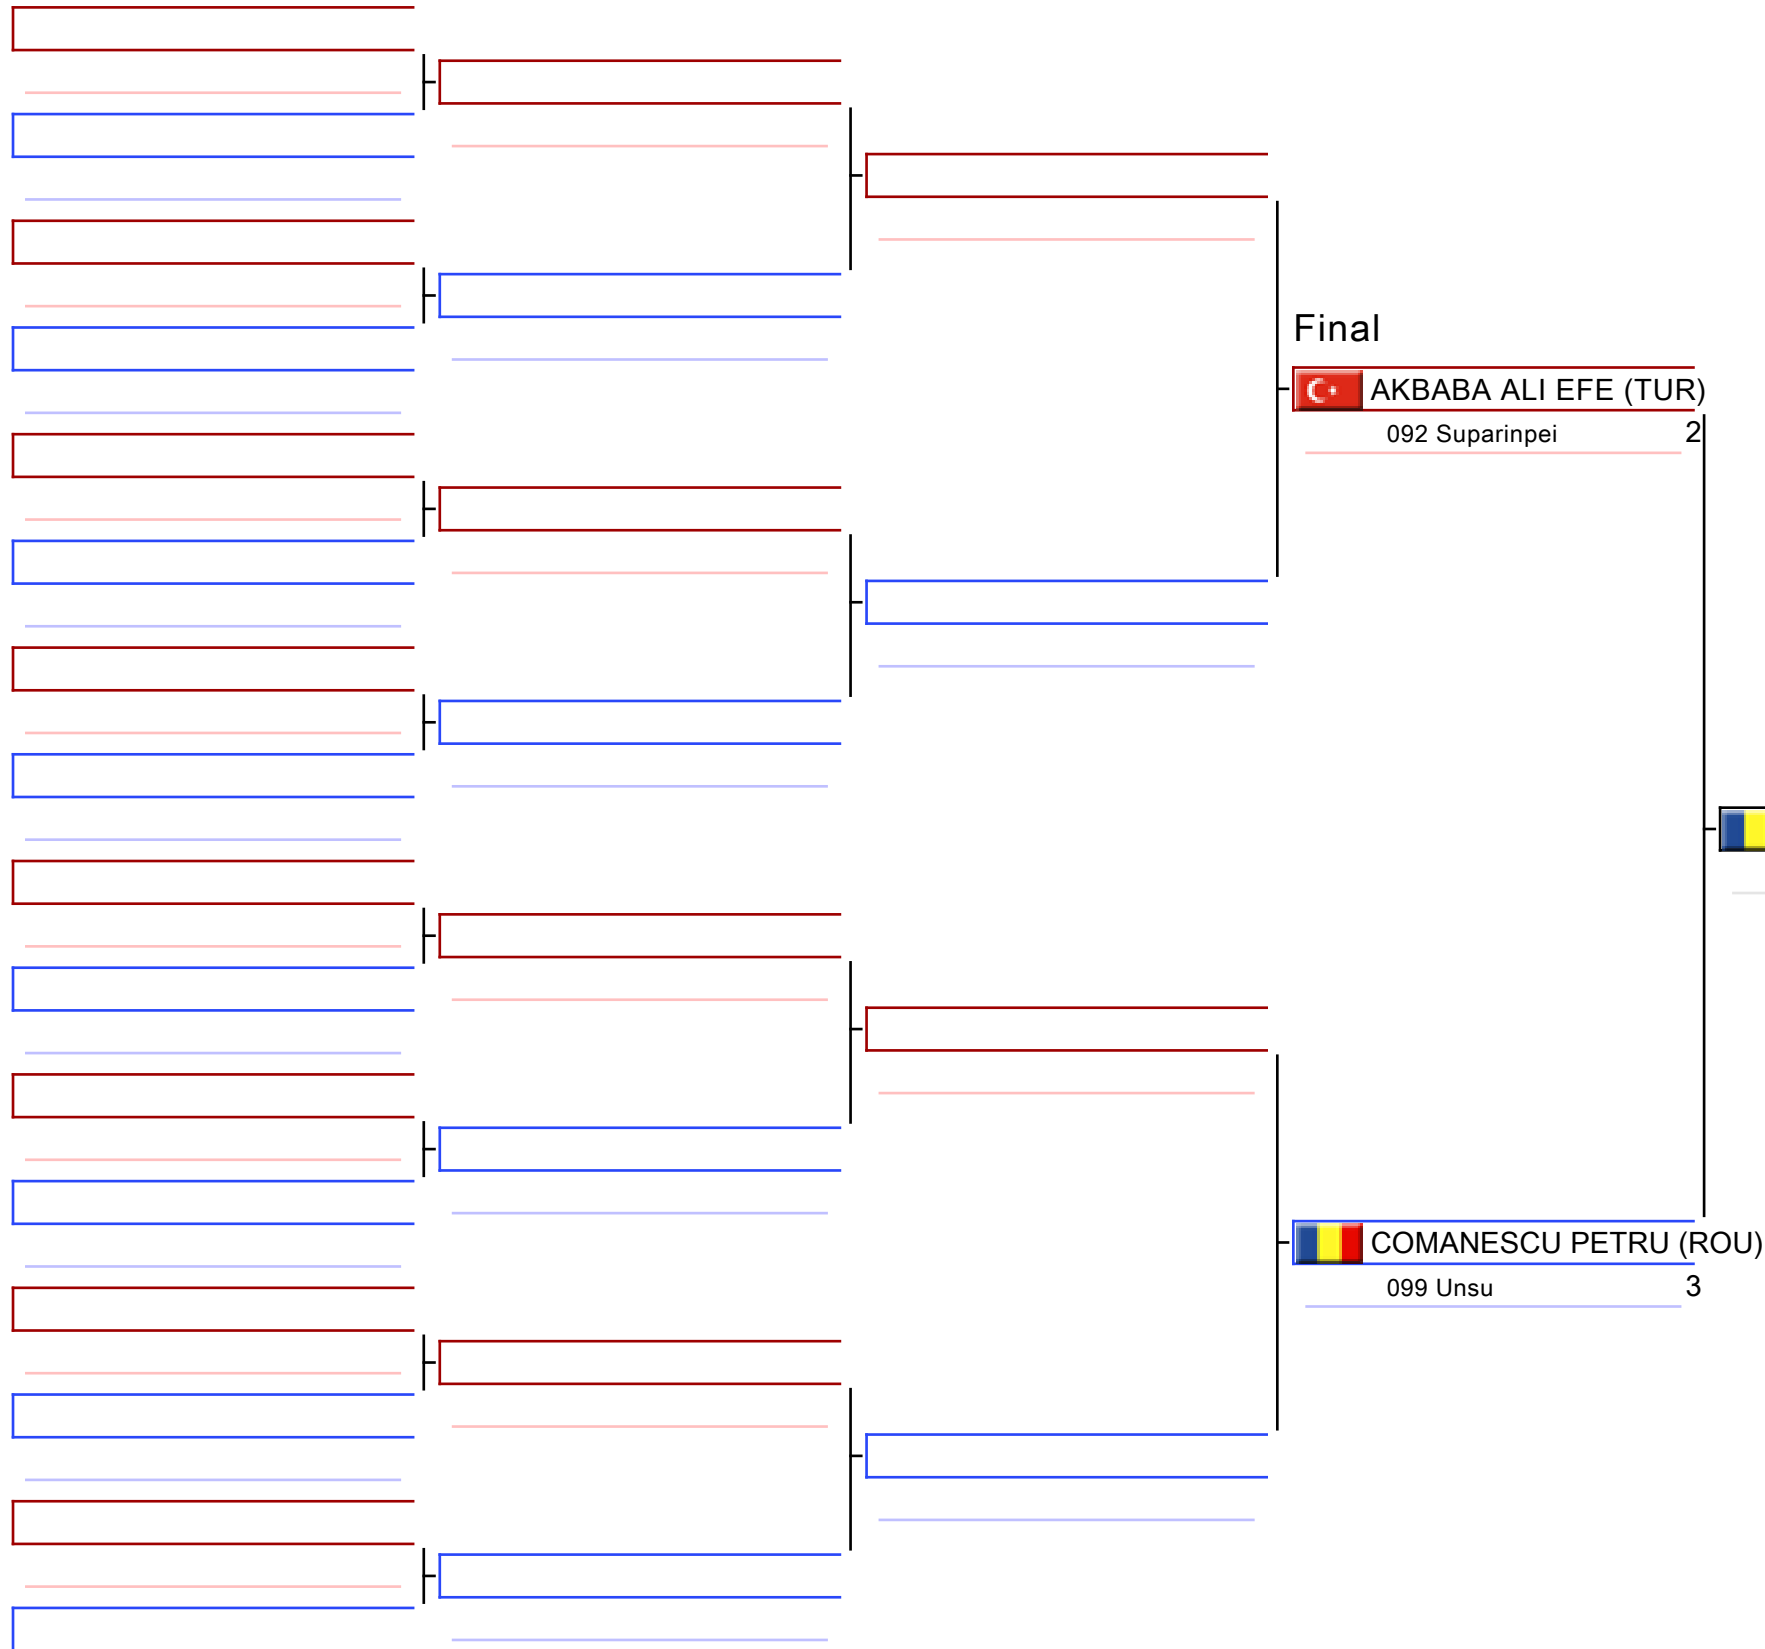 Final
AKBABA ALI EFE (TUR)
092 Suparinpei 2
COMANESCU PETRU (ROU)
099 Unsu 3